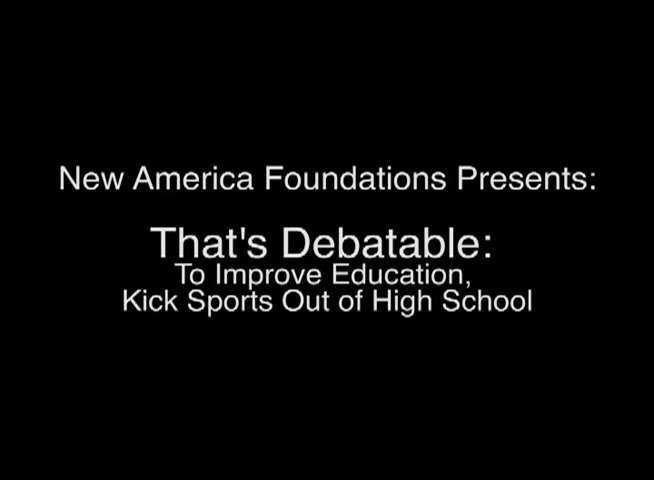 New America Foundations Presents:
That's Debatable:
To Improve Education,
Kick Sports Out of High School